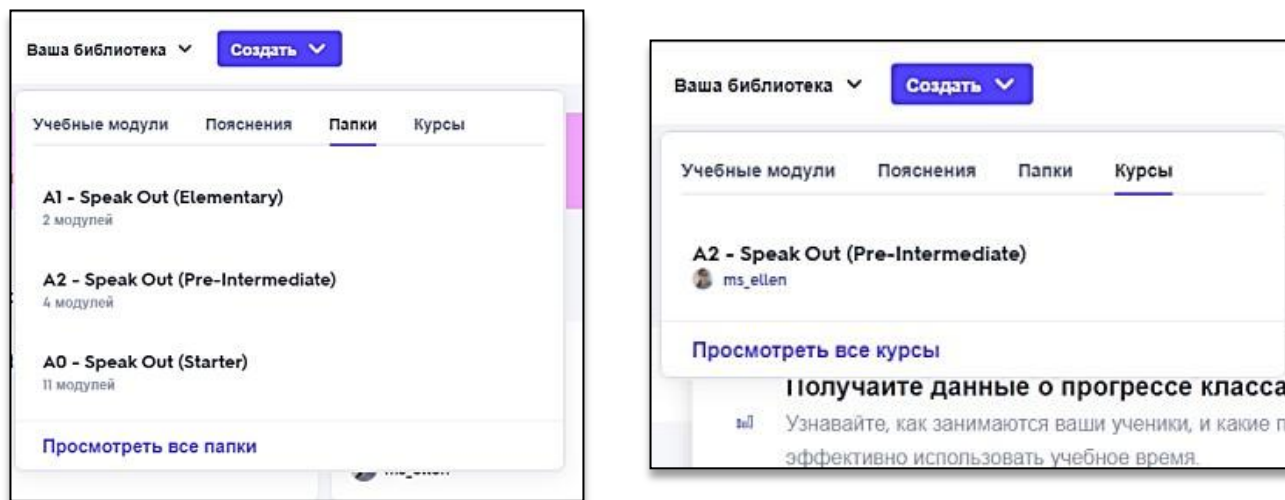 Ваша библиотека
Создать
Учебные модули Пояснения Папки Курсы
A1 - Speak Out (Elementary)
2 модулей
A2 - Speak Out (Pre-Intermediate)
4 модулей
A0 - Speak Out (Starter)
11 модулей
Просмотреть все папки
ms_ellen
Ваша библиотека
Создать
Учебные модули Пояснения Папки Курсы
A2 - Speak Out (Pre-Intermediate)
ms_ellen
Просмотреть все курсы
Получайте данные о прогрессе класса
Узнавайте, как занимаются ваши ученики, и какие п
эффективно использовать учебное время.